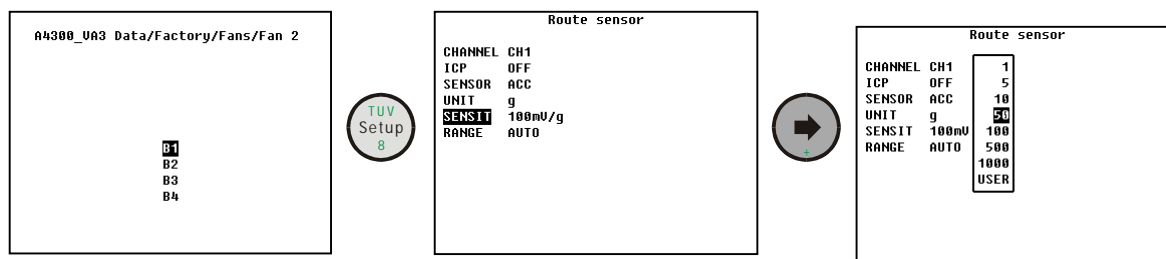 A4300_VA3 Data/Factory/Fans/Fan 2
B1
B2
B3
B4
TUV
Setup
8
Route sensor
CHANNEL CH1
ICP OFF
SENSOR ACC
UNIT g
SENSIT 100mV/g
RANGE AUTO
+
Route sensor
CHANNEL CH1 1
ICP OFF 5
SENSOR ACC 10
UNIT g 50
SENSIT 100mV 100
RANGE AUTO 500
1000
USER